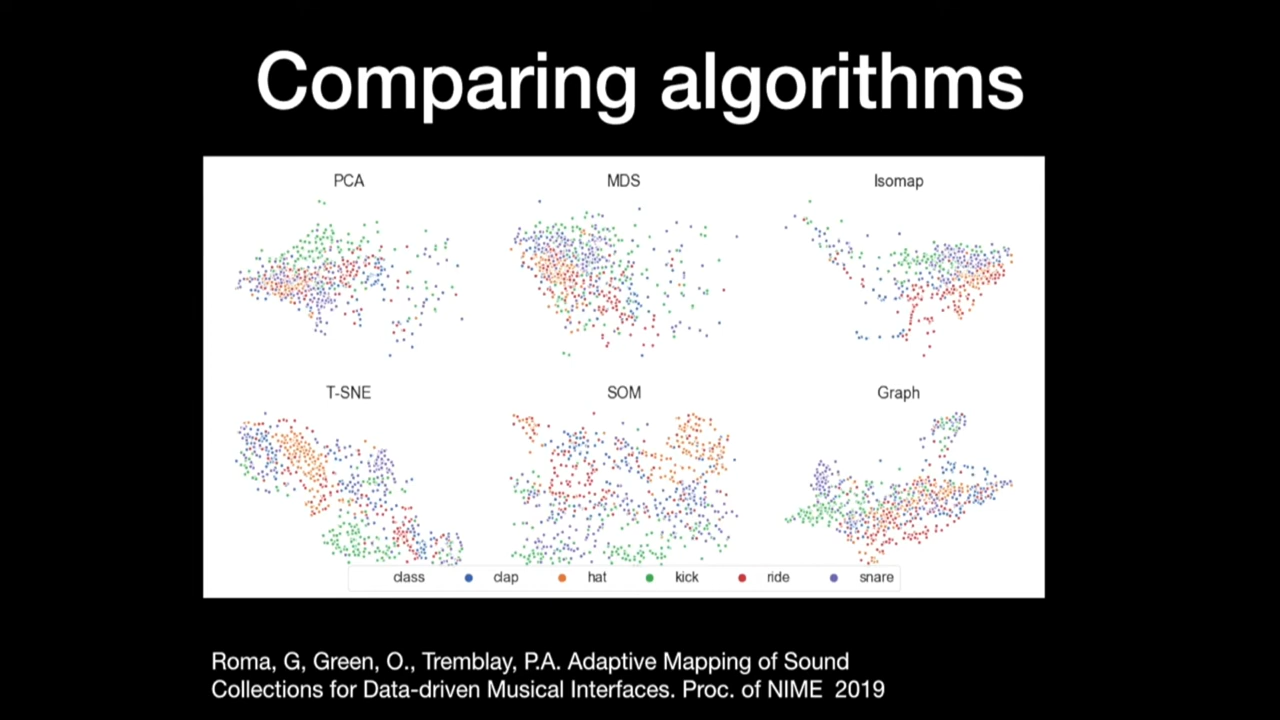 Comparing algorithms
PCA
MDS
Isomap
T-SNE
SOM
Graph
class clap hat kick ride snare
Roma, G, Green, O., Tremblay, P.A. Adaptive Mapping of Sound
Collections for Data-driven Musical Interfaces. Proc. of NIME 2019